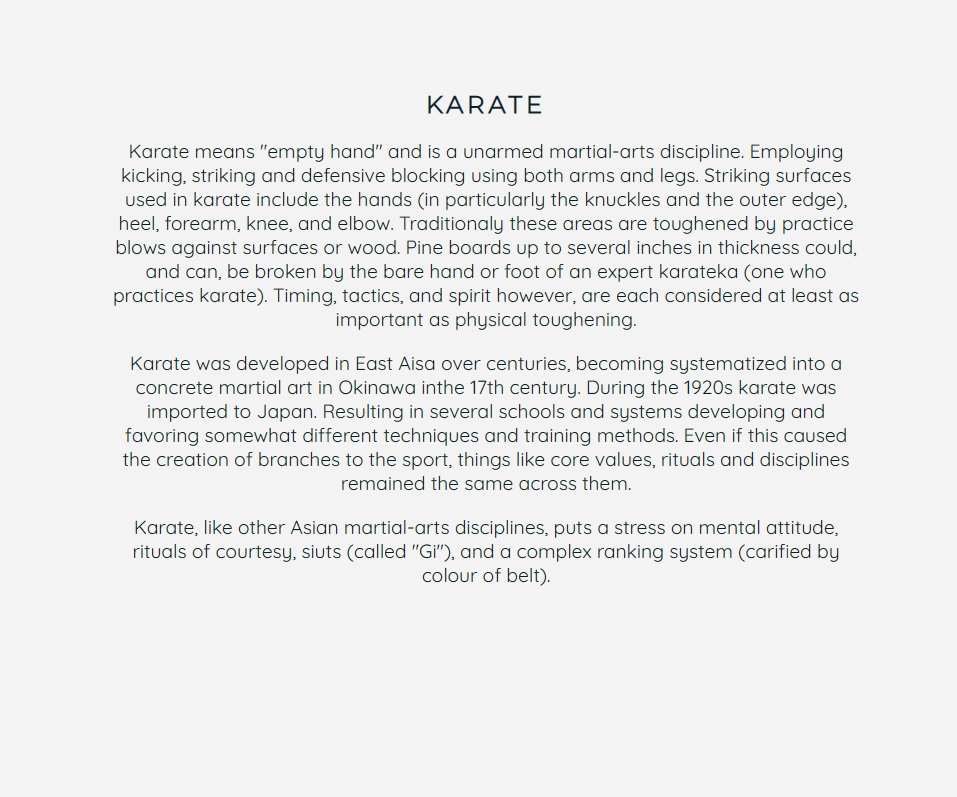 KARATE
Karate means "empty hand" and is a unarmed martial-arts discipline. Employing
kicking, striking and defensive blocking using both arms and legs. Striking surfaces
used in karate include the hands (in particularly the knuckles and the outer edge),
heel, forearm, knee, and elbow. Traditionaly these areas are toughened by practice
blows against surfaces or wood. Pine boards up to several inches in thickness could,
and can, be broken by the bare hand or foot of an expert karateka (one who
practices karate). Timing, tactics, and spirit however, are each considered at least as
important as physical toughening.
Karate was developed in East Aisa over centuries, becoming systematized into a
concrete martial art in Okinawa inthe 17th century. During the 1920s karate was
imported to Japan. Resulting in several schools and systems developing and
favoring somewhat different techniques and training methods. Even if this caused
the creation of branches to the sport, things like core values, rituals and disciplines
remained the same across them.
Karate, like other Asian martial-arts disciplines, puts a stress on mental attitude,
rituals of courtesy, siuts (called "Gi"), and a complex ranking system (carified by
colour of belt).